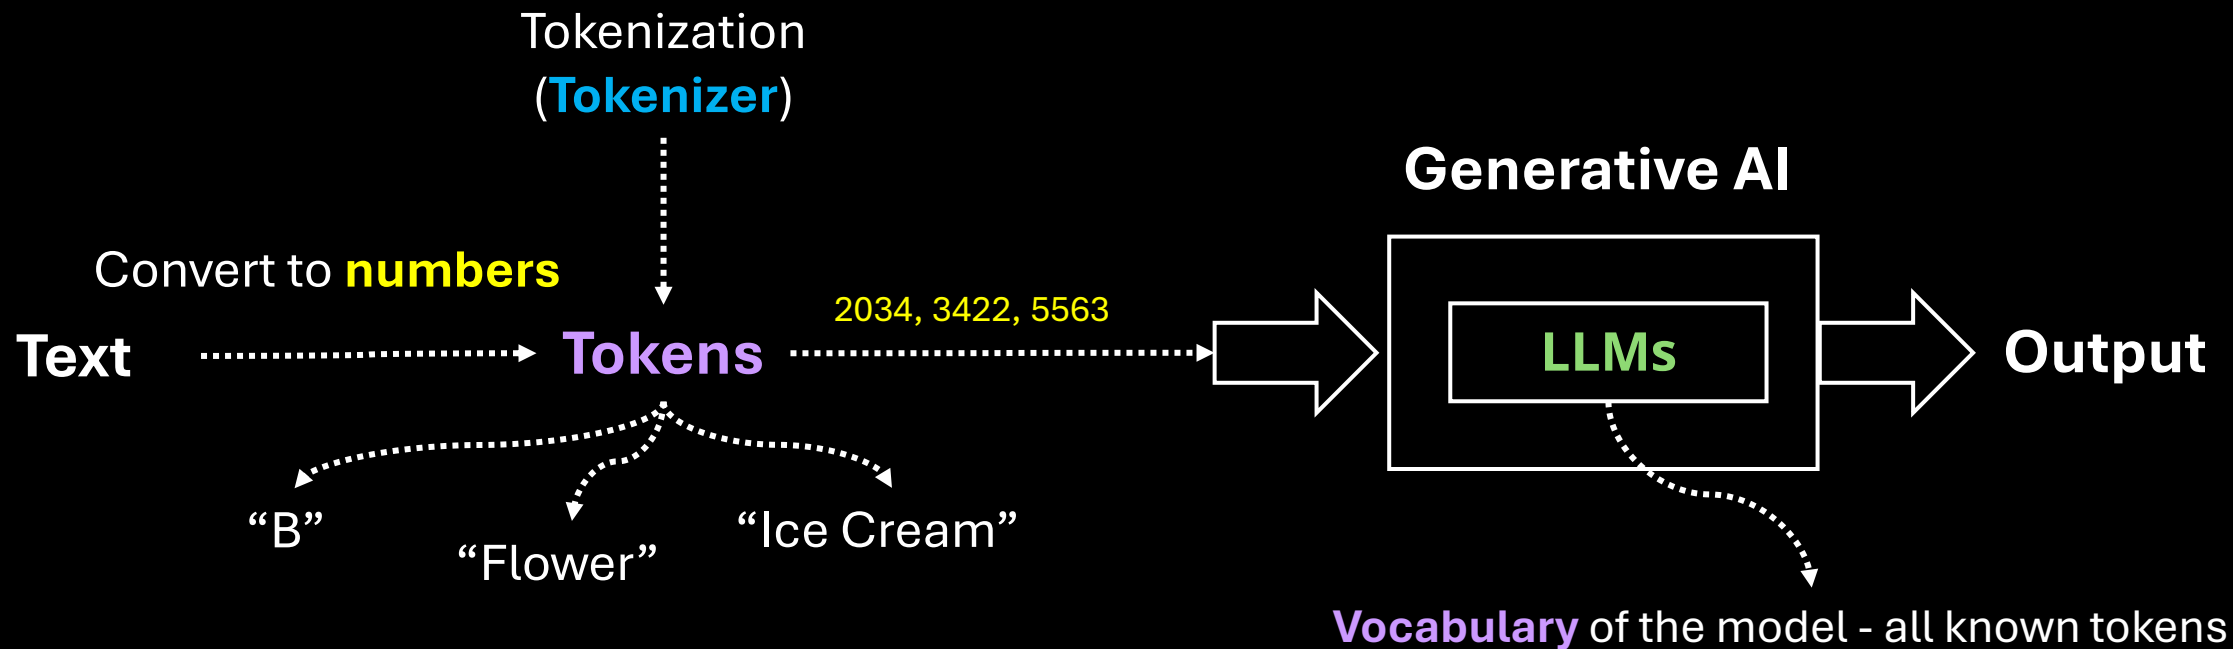 Tokenization
(Tokenizer)
Generative AI
Convert to numbers
2034, 3422, 5563
Text
Tokens
LLMs
Output
“B”
“Flower”
“Ice Cream”
Vocabulary of the model - all known tokens